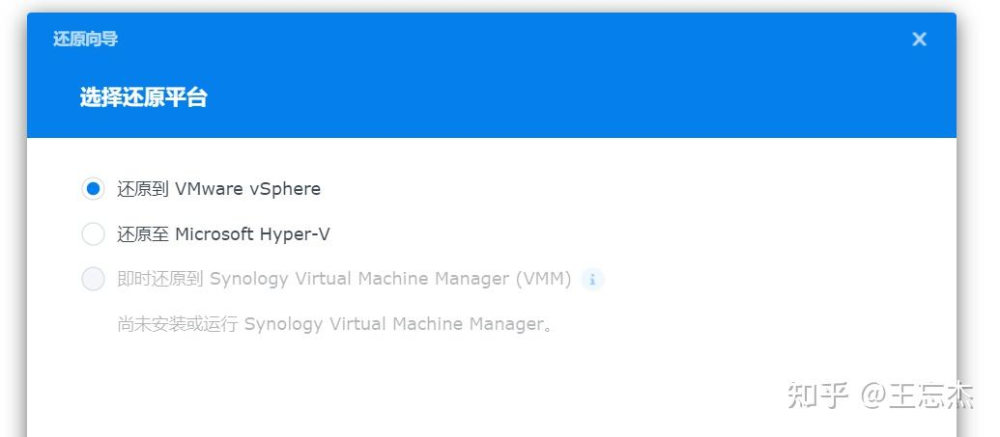 还原向导
选择还原平台
还原到 VMware vSphere
还原至 Microsoft Hyper-V
即时还原到 Synology Virtual Machine Manager (VMM)
尚未安装或运行 Synology Virtual Machine Manager。
知乎 @王忘杰